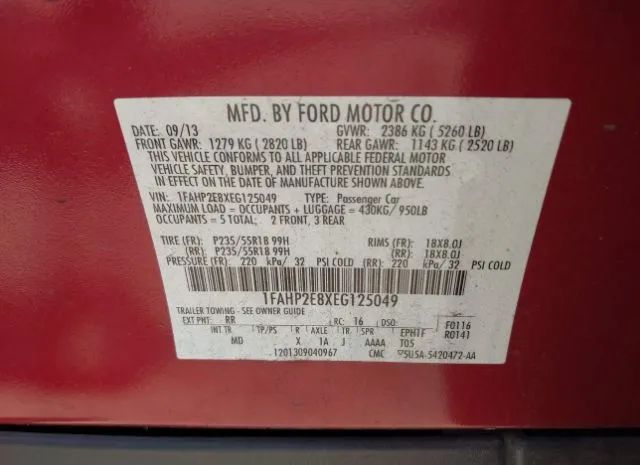 MFD. BY FORD MOTOR CO.
DATE: 09/13 GVWR: 2386 KG ( 5260 LB)
FRONT GAWR: 1279 KG ( 2820 LB) REAR GAWR: 1143 KG ( 2520 LB)
THIS VEHICLE CONFORMS TO ALL APPLICABLE FEDERAL MOTOR
VEHICLE SAFETY, BUMPER, AND THEFT PREVENTION STANDARDS
IN EFFECT ON THE DATE OF MANUFACTURE SHOWN ABOVE.
VIN: 1FAHP2E8XEG125049 TYPE: Passenger Car
MAXIMUM LOAD = OCCUPANTS + LUGGAGE = 430KG/ 950LB
OCCUPANTS = 5 TOTAL: 2 FRONT, 3 REAR
TIRE (FR): P235/55R18 99H RIMS (FR): 18X8.0J
(RR): P235/55R18 99H (RR): 18X8.0J
PRESSURE (FR): 220 kPa/ 32 PSI COLD (RR): 220 kPa/ 32 PSI COLD
1FAHP2E8XEG125049
TRAILER TOWING - SEE OWNER GUIDE
EXT PNT: RR RC: 16 DSO: F0116
INT TR TP/PS R AXLE TR SPR EPHTF R0141
MD X 1A J AAAA T05
1201309040967 CMC 5U5A-5420472-AA